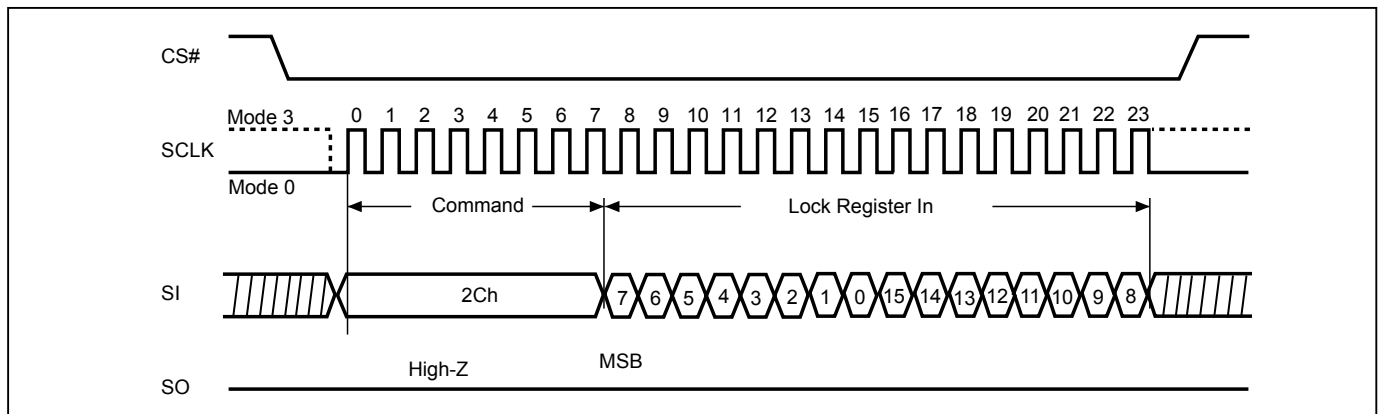 CS#
Mode 3
0 1 2 3 4 5 6 7 8 9 10 11 12 13 14 15 16 17 18 19 20 21 22 23
SCLK
Mode 0
Command
Lock Register In
SI
2Ch
7 6 5 4 3 2 1 0 15 14 13 12 11 10 9 8
High-Z
MSB
SO